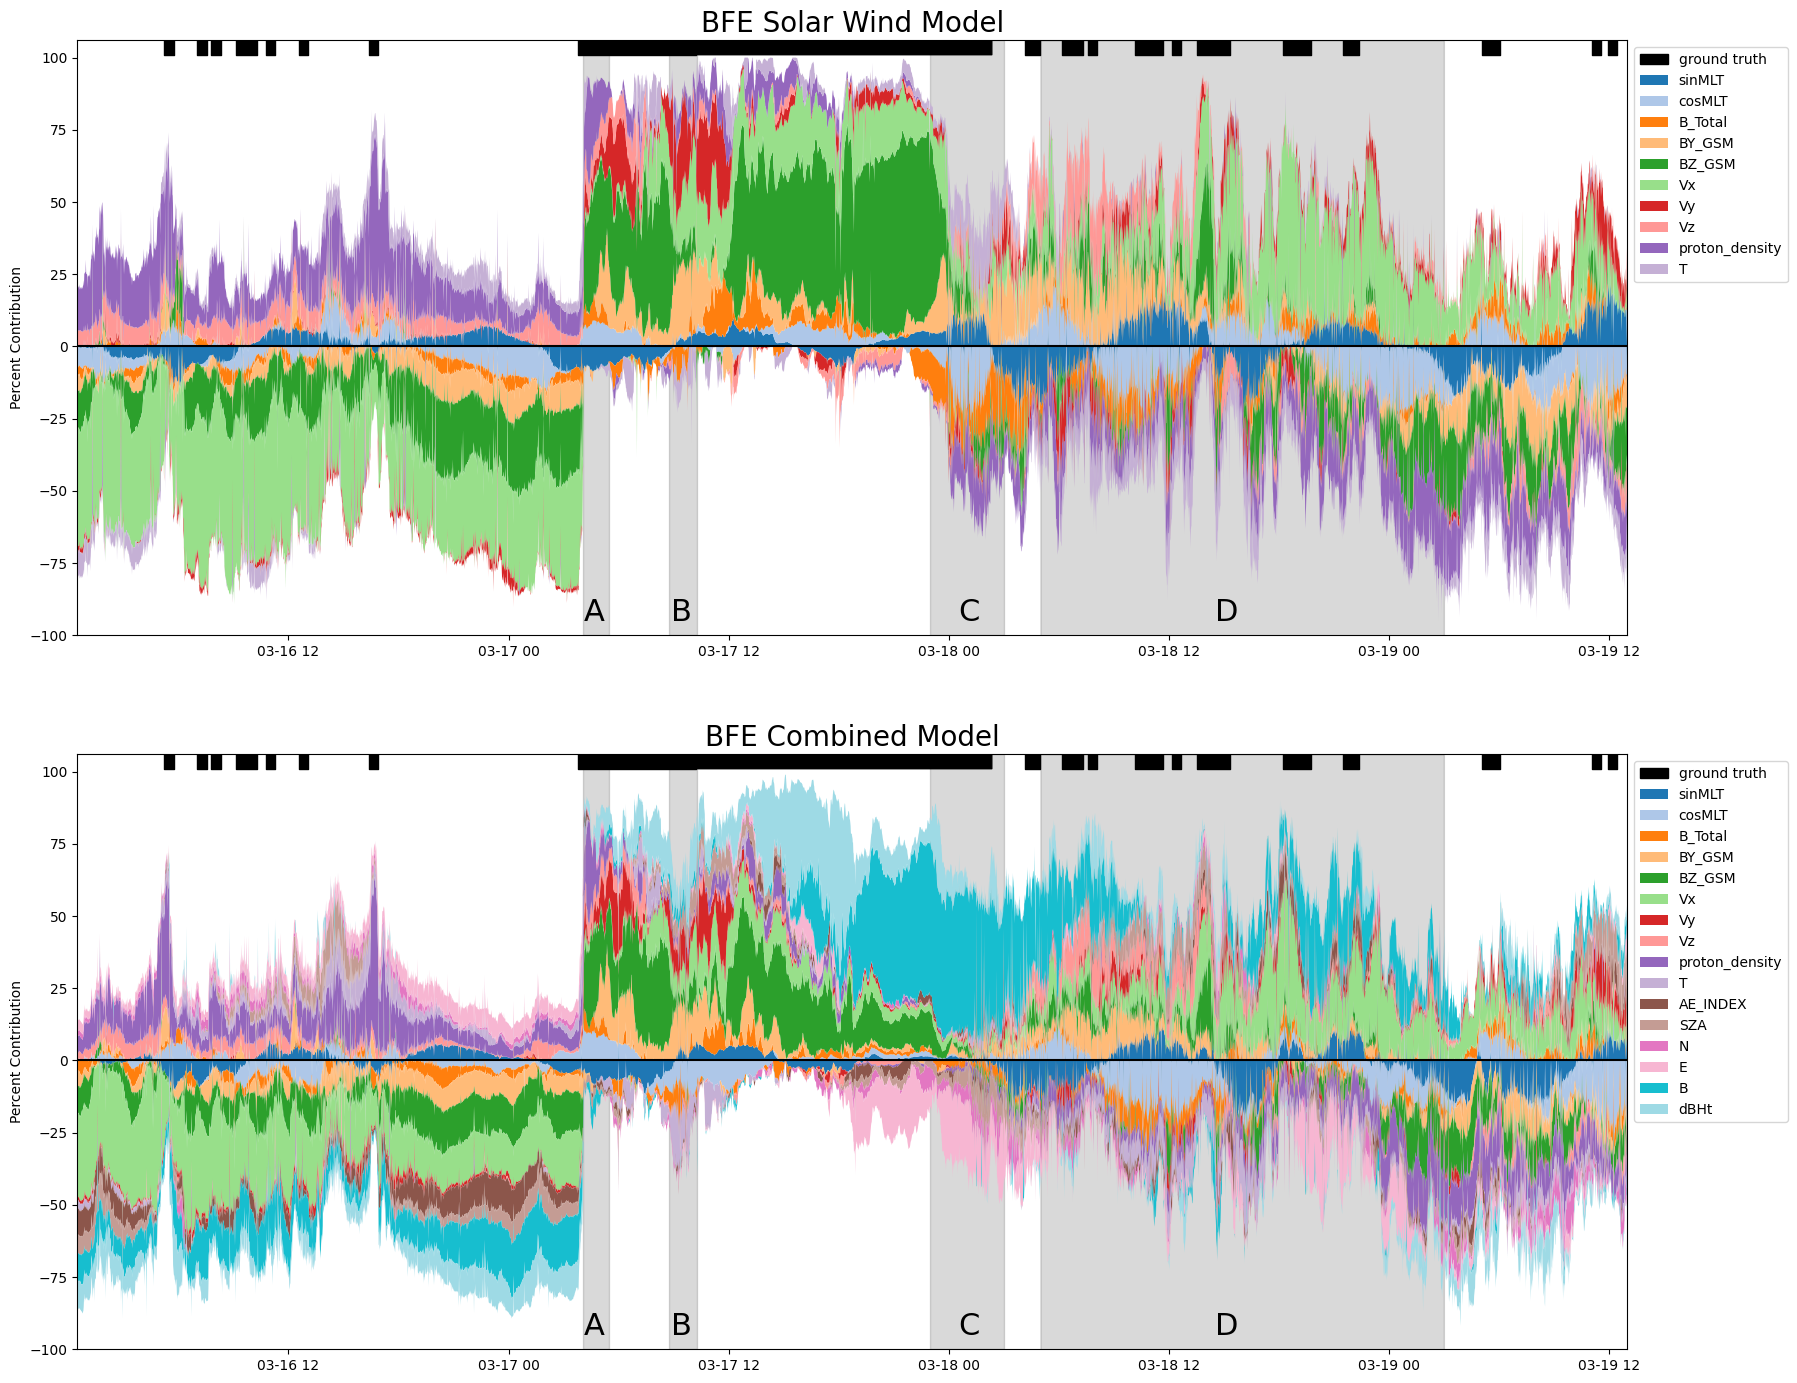 BFE Solar Wind Model
100
75
50
25
0
−25
−50
−75
−100
Percent Contribution
A
B
C
D
03-16 12
03-17 00
03-17 12
03-18 00
03-18 12
03-19 00
03-19 12
ground truth
sinMLT
cosMLT
B_Total
BY_GSM
BZ_GSM
Vx
Vy
Vz
proton_density
T
BFE Combined Model
100
75
50
25
0
−25
−50
−75
−100
Percent Contribution
A
B
C
D
03-16 12
03-17 00
03-17 12
03-18 00
03-18 12
03-19 00
03-19 12
ground truth
sinMLT
cosMLT
B_Total
BY_GSM
BZ_GSM
Vx
Vy
Vz
proton_density
T
AE_INDEX
SZA
N
E
B
dBHt